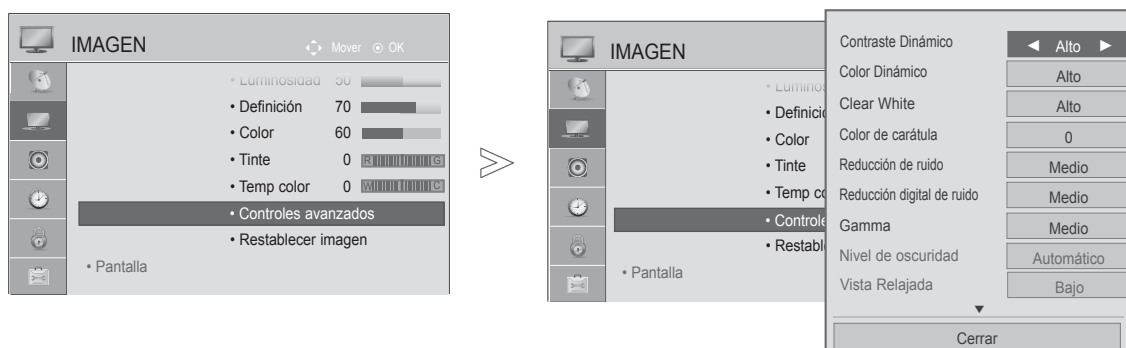 IMAGEN Mover OK
• Luminosidad 50
• Definición 70
• Color 60
• Tinte 0 R G
• Temp color 0 W C
• Controles avanzados
• Restablecer imagen
• Pantalla
IMAGEN
• Luminos
• Definició
• Color
• Tinte
• Temp co
• Controle
• Restabl
• Pantalla
Contraste Dinámico ◄ Alto ►
Color Dinámico Alto
Clear White Alto
Color de carátula 0
Reducción de ruido Medio
Reducción digital de ruido Medio
Gamma Medio
Nivel de oscuridad Automático
Vista Relajada Bajo
▼
Cerrar